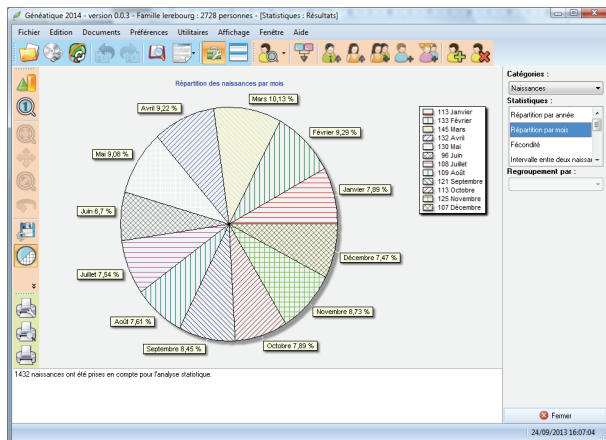 Généatique 2014 - version 0.0.3 - Famille lerebourg : 2728 personnes - [Statistiques : Résultats]
Fichier Edition Documents Préférences Utilitaires Affichage Fenêtre Aide
Répartition des naissances par mois
Mars 10,13 %
Avril 9,22 %
Février 9,29 %
Mai 9,08 %
Janvier 7,89 %
Juin 6,7 %
Décembre 7,47 %
Juillet 7,54 %
Novembre 8,73 %
Août 7,61 %
Octobre 7,89 %
Septembre 8,45 %
113 Janvier
133 Février
145 Mars
132 Avril
130 Mai
96 Juin
108 Juillet
109 Août
121 Septembre
113 Octobre
125 Novembre
107 Décembre
Catégories :
Naissances
Statistiques :
Répartition par année
Répartition par mois
Fécondité
Intervalle entre deux naissar
Regroupement par :
1432 naissances ont été prises en compte pour l'analyse statistique.
Fermer
24/09/2013 16:07:04